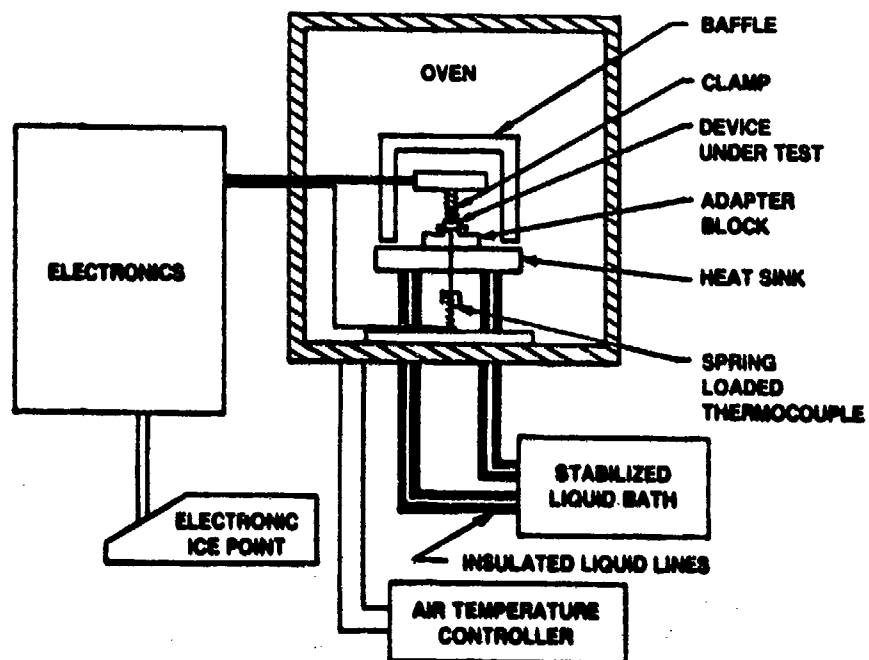 BAFFLE
OVEN
CLAMP
DEVICE
UNDER TEST
ADAPTER
BLOCK
ELECTRONICS
HEAT SINK
SPRING
LOADED
THERMOCOUPLE
STABILIZED
LIQUID BATH
ELECTRONIC
ICE POINT
INSULATED LIQUID LINES
AIR TEMPERATURE
CONTROLLER